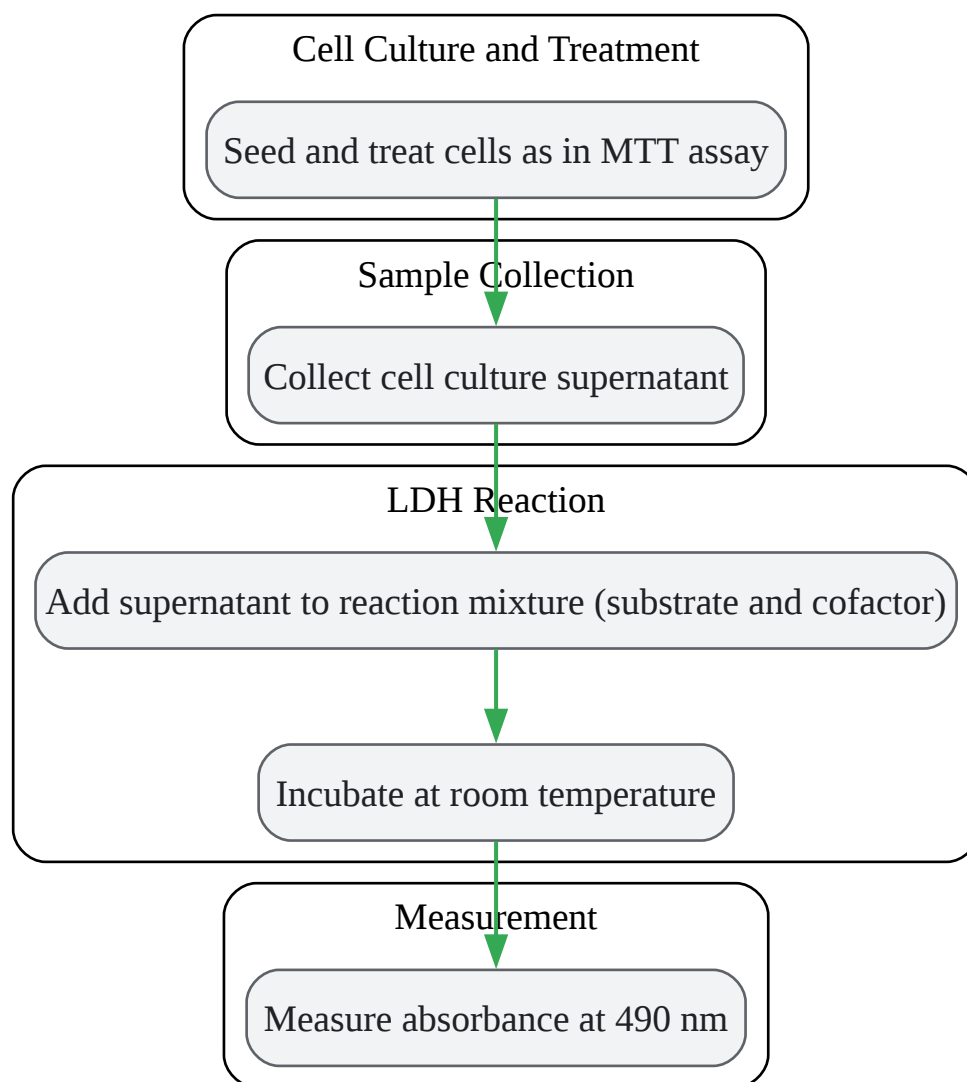 Cell Culture and Treatment
Seed and treat cells as in MTT assay
Sample Collection
Collect cell culture supernatant
LDH Reaction
Add supernatant to reaction mixture (substrate and cofactor)
Incubate at room temperature
Measurement
Measure absorbance at 490 nm